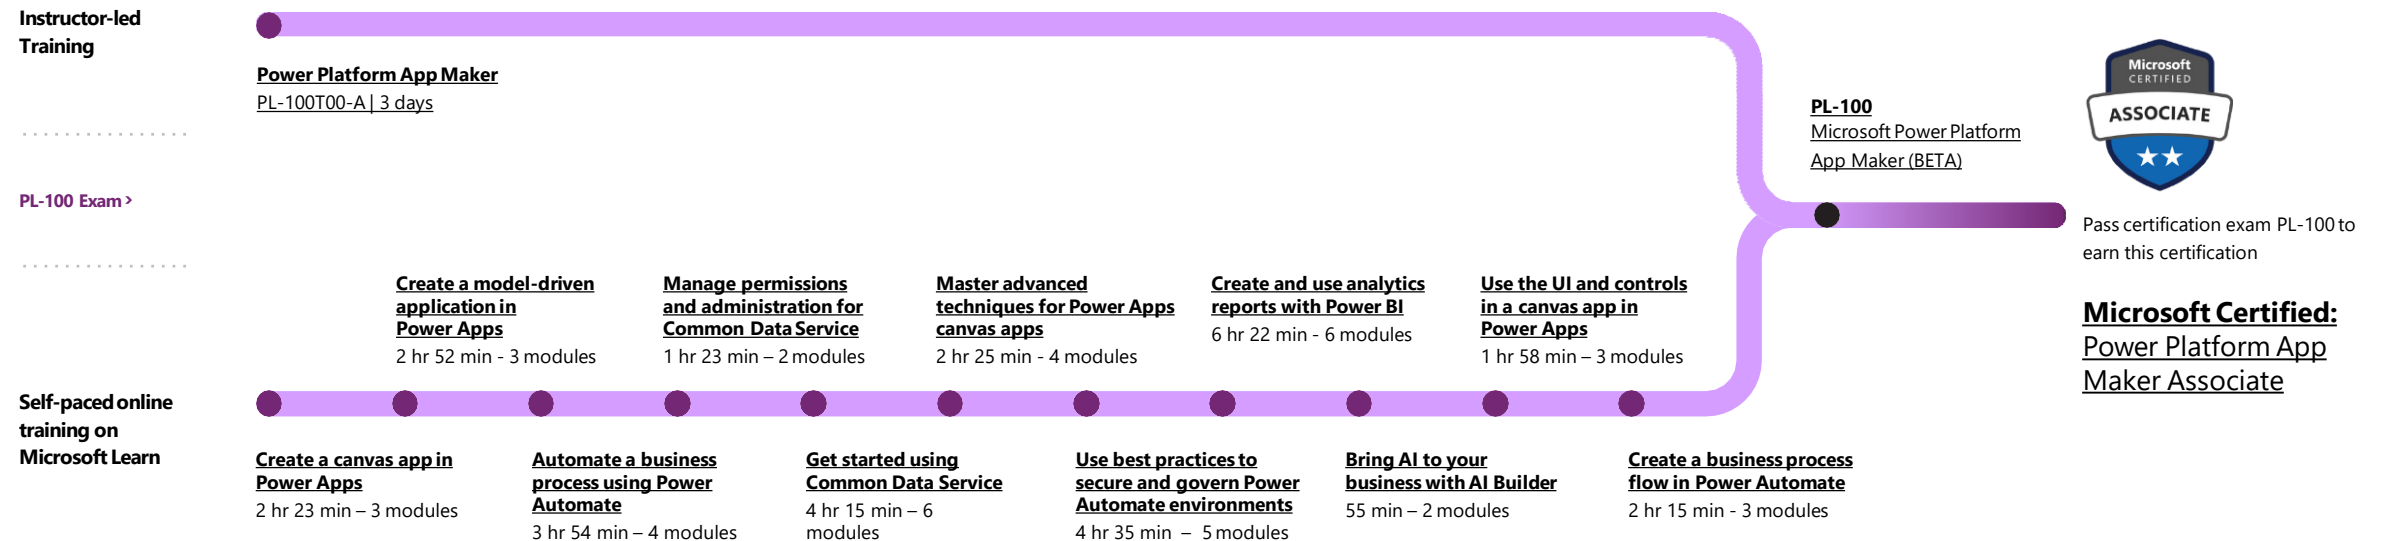 Instructor-led
Training
Power Platform App Maker
PL-100T00-A | 3 days
PL-100 Exam >
PL-100
Microsoft Power Platform
App Maker (BETA)
Microsoft
CERTIFIED
ASSOCIATE
Pass certification exam PL-100 to
earn this certification
Microsoft Certified:
Power Platform App
Maker Associate
Self-paced online
training on
Microsoft Learn
Create a canvas app in
Power Apps
2 hr 23 min – 3 modules
Create a model-driven
application in
Power Apps
2 hr 52 min - 3 modules
Automate a business
process using Power
Automate
3 hr 54 min – 4 modules
Manage permissions
and administration for
Common Data Service
1 hr 23 min – 2 modules
Get started using
Common Data Service
4 hr 15 min – 6
modules
Master advanced
techniques for Power Apps
canvas apps
2 hr 25 min - 4 modules
Use best practices to
secure and govern Power
Automate environments
4 hr 35 min – 5 modules
Create and use analytics
reports with Power BI
6 hr 22 min - 6 modules
Bring AI to your
business with AI Builder
55 min – 2 modules
Use the UI and controls
in a canvas app in
Power Apps
1 hr 58 min – 3 modules
Create a business process
flow in Power Automate
2 hr 15 min - 3 modules